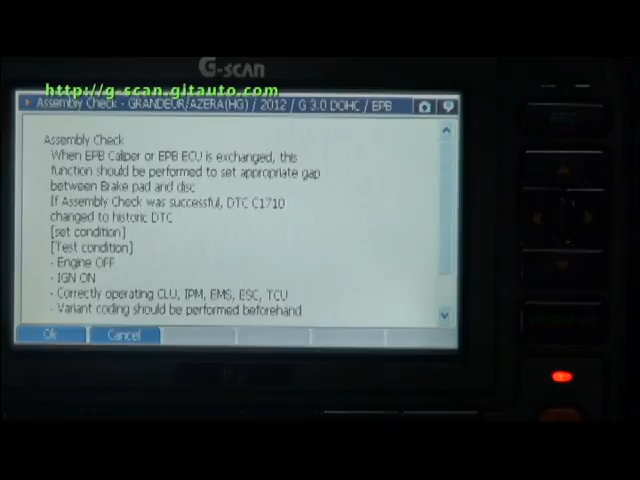 G-scan
http://g-scan.gitauto.com
Assembly Check - GRANDEUR/AZERA(HG) / 2012 / G 3.0 DOHC / EPB
Assembly Check
When EPB Caliper or EPB ECU is exchanged, this
function should be performed to set appropriate gap
between Brake pad and disc
If Assembly Check was successful, DTC C1710
changed to historic DTC
[set condition]
[Test condition]
- Engine OFF
- IGN ON
- Correctly operating CLU, IPM, EMS, ESC, TCU
- Variant coding should be performed beforehand
Ok Cancel